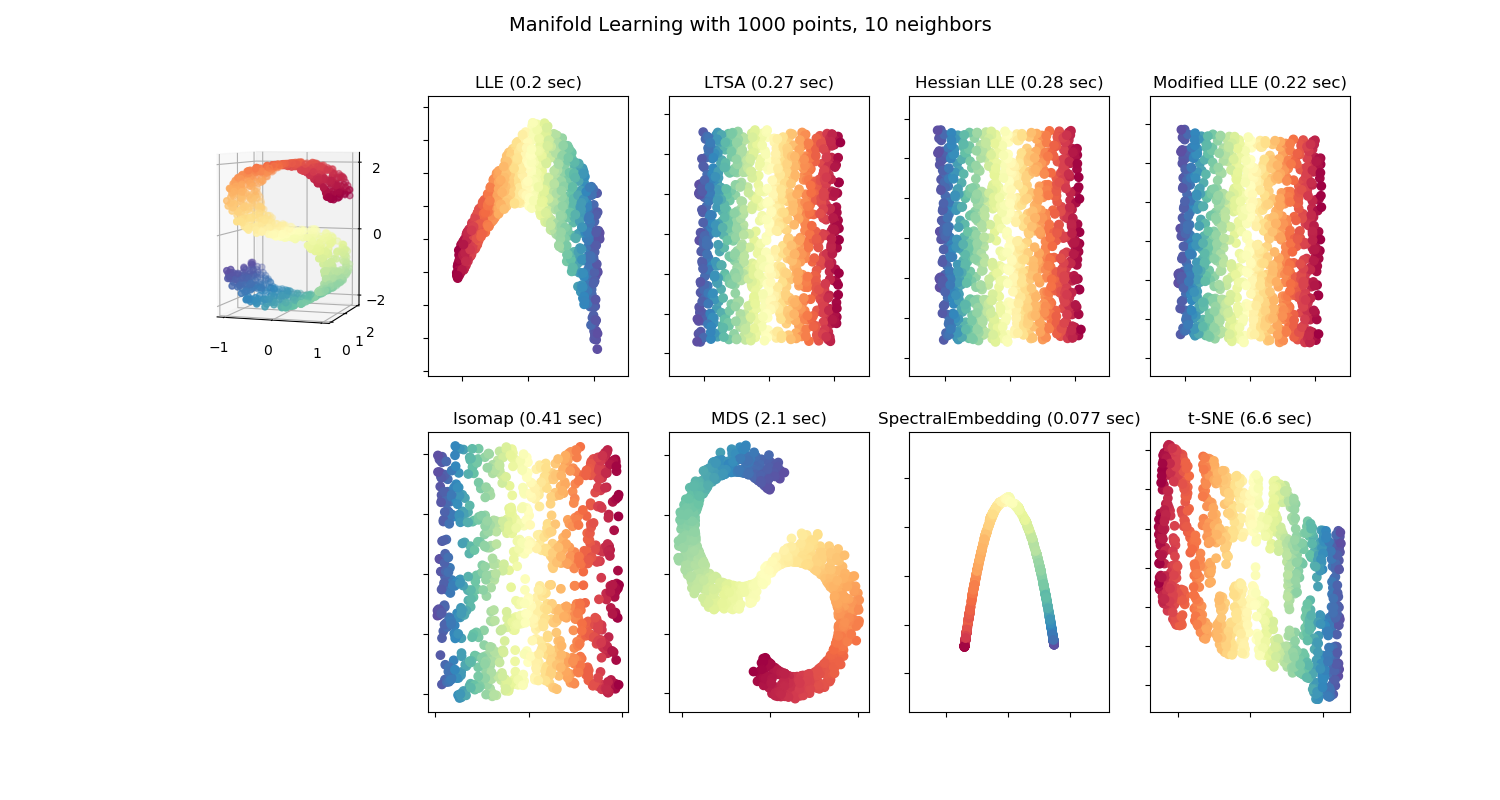 Manifold Learning with 1000 points, 10 neighbors
LLE (0.2 sec)
LTSA (0.27 sec)
Hessian LLE (0.28 sec)
Modified LLE (0.22 sec)
2
0
−2
−1
0
1
0
1
2
Isomap (0.41 sec)
MDS (2.1 sec)
SpectralEmbedding (0.077 sec)
t-SNE (6.6 sec)